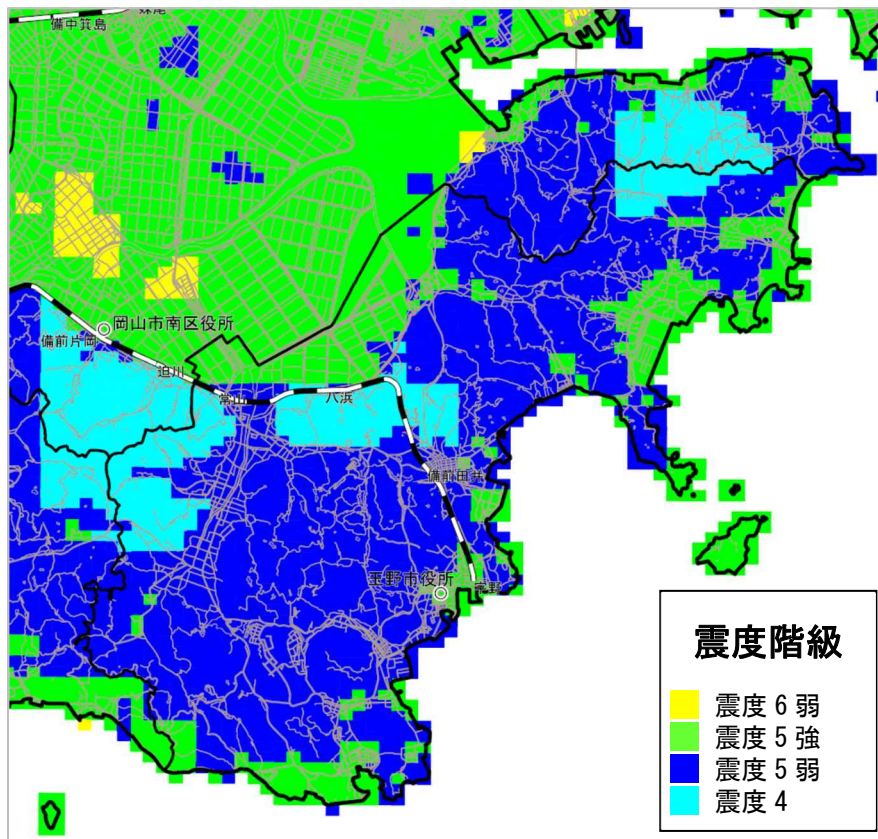 備中箕島
妹尾
岡山市南区役所
備前片岡
迫川
常山
八浜
備前田井
玉野市役所
宇野
震度階級
震度6弱
震度5強
震度5弱
震度4